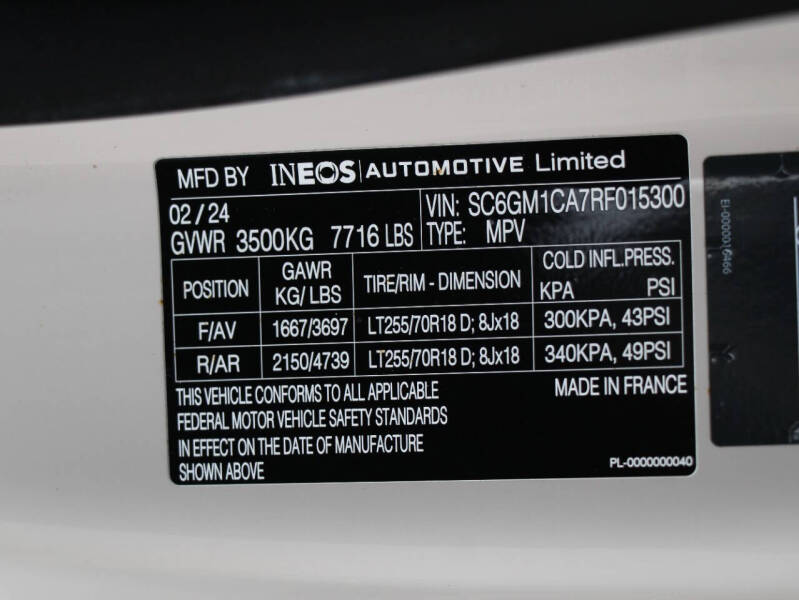 MFD BY INEOS AUTOMOTIVE Limited
02 / 24 VIN: SC6GM1CA7RF015300
GVWR 3500KG 7716 LBS TYPE: MPV
POSITION GAWR KG/ LBS TIRE/RIM - DIMENSION COLD INFL.PRESS. KPA PSI
F/AV 1667/3697 LT255/70R18 D; 8Jx18 300KPA, 43PSI
R/AR 2150/4739 LT255/70R18 D; 8Jx18 340KPA, 49PSI
THIS VEHICLE CONFORMS TO ALL APPLICABLE MADE IN FRANCE
FEDERAL MOTOR VEHICLE SAFETY STANDARDS
IN EFFECT ON THE DATE OF MANUFACTURE
SHOWN ABOVE PL-0000000040
EI-0000016466